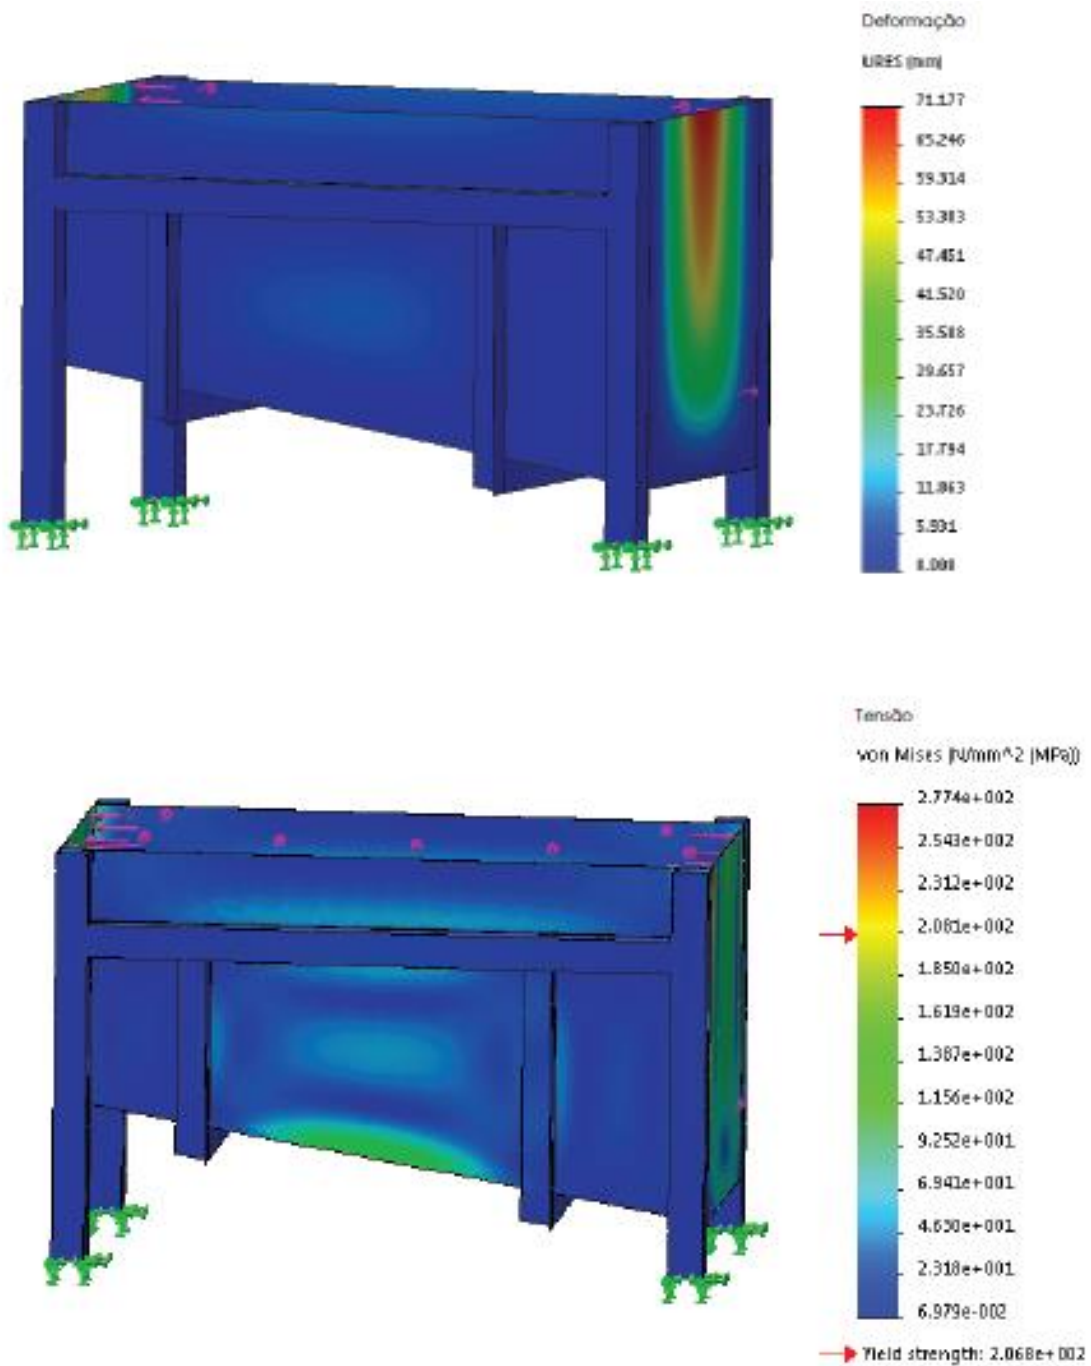 Deformação
URES (mm)
71.177
65.246
59.314
53.383
47.451
41.520
35.588
29.657
23.726
17.794
11.863
5.931
Tensão
von Mises (N/mm^2 (MPa))
2.774e+002
2.543e+002
2.312e+002
2.081e+002
1.850e+002
1.619e+002
1.387e+002
1.156e+002
9.252e+001
6.941e+001
4.630e+001
2.318e+001
6.979e-002
Yield strength: 2.068e+002